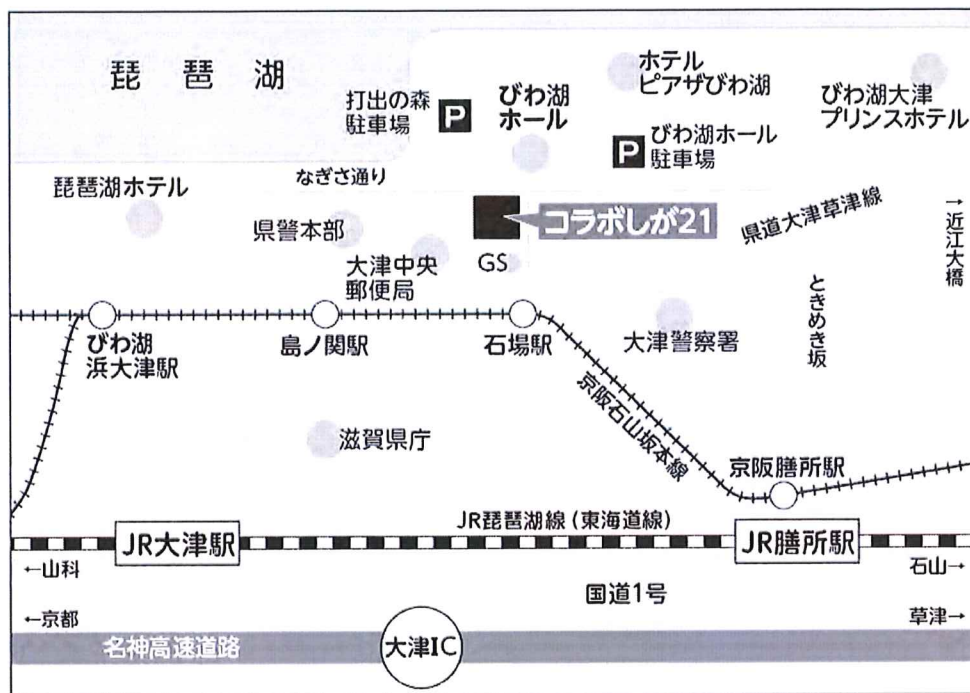 琵琶湖
打出の森
駐車場
P
びわ湖
ホール
ホテル
ピアザびわ湖
P
びわ湖ホール
駐車場
びわ湖大津
プリンスホテル
琵琶湖ホテル
なぎさ通り
県警本部
コラボしが21
県道大津草津線
→近江大橋
大津中央
郵便局
GS
ときめき坂
びわ湖
浜大津駅
島ノ関駅
石場駅
大津警察署
京阪石山坂本線
滋賀県庁
京阪膳所駅
JR琵琶湖線(東海道線)
JR大津駅
JR膳所駅
←山科
石山→
国道1号
←京都
草津→
名神高速道路
大津IC